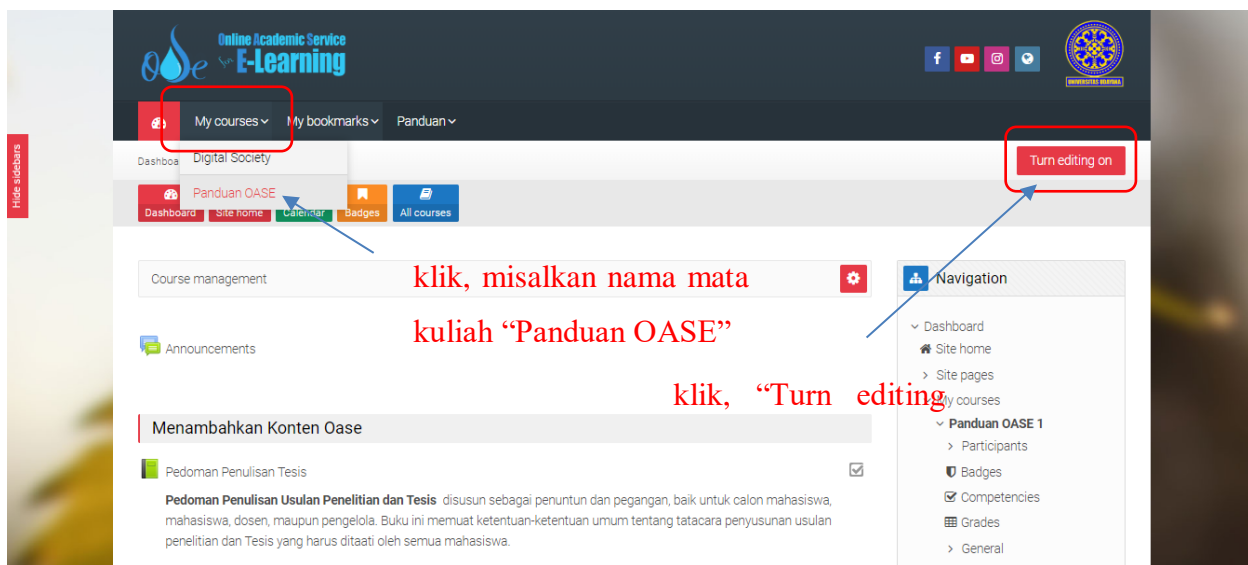 Online Academic Service
OASe for E-Learning
UNIVERSITAS UDAYANA
My courses My bookmarks Panduan
Hide sidebars
Dashboa
Digital Society
Turn editing on
Panduan OASE
Dashboard Site home Calendar Badges All courses
Course management
klik, misalkan nama mata
kuliah “Panduan OASE”
Navigation
Dashboard
Site home
Announcements
Site pages
klik, “Turn editing
My courses
Menambahkan Konten Oase
Panduan OASE 1
Participants
Pedoman Penulisan Tesis
Badges
Pedoman Penulisan Usulan Penelitian dan Tesis disusun sebagai penuntun dan pegangan, baik untuk calon mahasiswa,
mahasiswa, dosen, maupun pengelola. Buku ini memuat ketentuan-ketentuan umum tentang tatacara penyusunan usulan
penelitian dan Tesis yang harus ditaati oleh semua mahasiswa.
Competencies
Grades
General